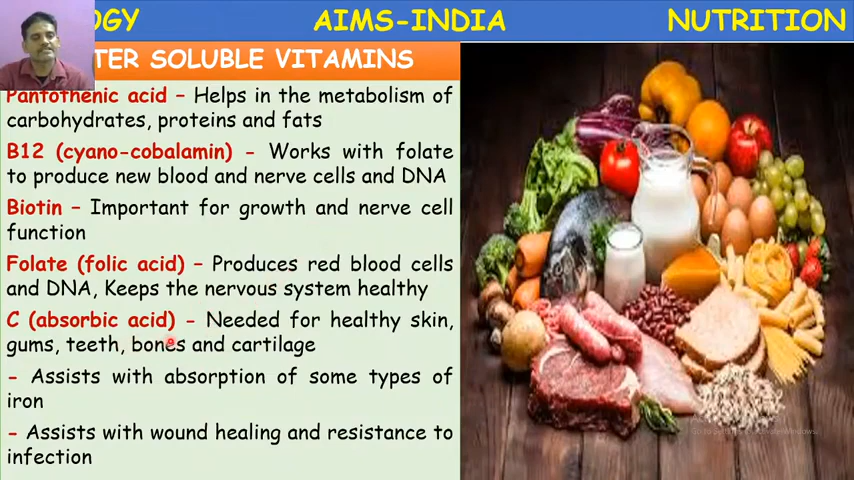 OGY AIMS-INDIA NUTRITION
TER SOLUBLE VITAMINS
Pantothenic acid – Helps in the metabolism of
carbohydrates, proteins and fats
B12 (cyano-cobalamin) - Works with folate
to produce new blood and nerve cells and DNA
Biotin – Important for growth and nerve cell
function
Folate (folic acid) – Produces red blood cells
and DNA, Keeps the nervous system healthy
C (absorbic acid) - Needed for healthy skin,
gums, teeth, bones and cartilage
- Assists with absorption of some types of
iron
- Assists with wound healing and resistance to
infection